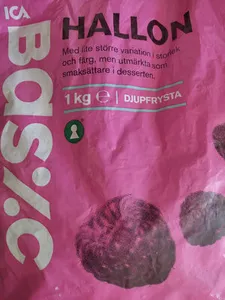 ICA
Basic
HALLON
Med lite större variation i storlek
och färg, men utmärkta som
smaksättare i desserten.
1 kg ℮ | DJUPFRYSTA